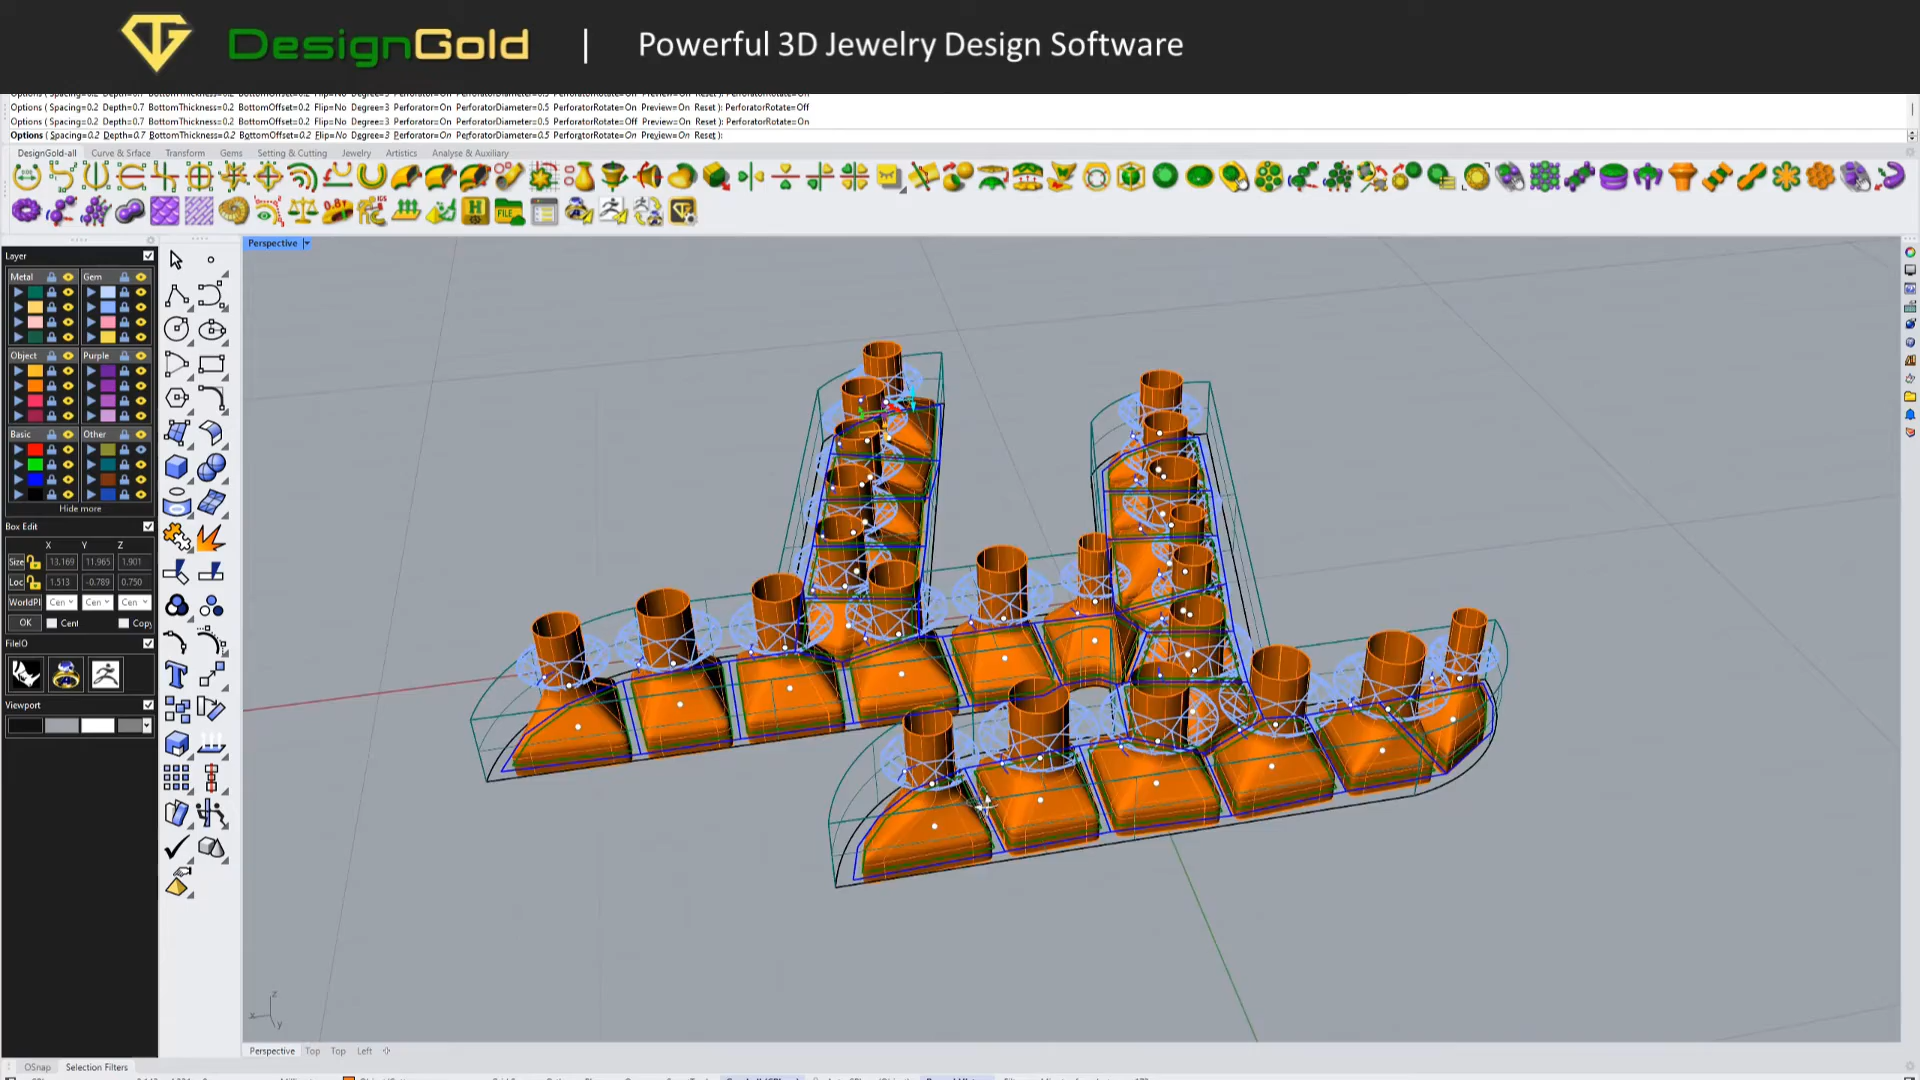 DesignGold | Powerful 3D Jewelry Design Software
Options ( Spacing=0.2 Depth=0.7 BottomThickness=0.2 BottomOffset=0.2 Flip=No Degree=3 Perforator=On PerforatorDiameter=0.5 PerforatorRotate=On Preview=On Reset ): PerforatorRotate=Off
Options ( Spacing=0.2 Depth=0.7 BottomThickness=0.2 BottomOffset=0.2 Flip=No Degree=3 Perforator=On PerforatorDiameter=0.5 PerforatorRotate=Off Preview=On Reset ): PerforatorRotate=On
Options ( Spacing=0.2 Depth=0.7 BottomThickness=0.2 BottomOffset=0.2 Flip=No Degree=3 Perforator=On PerforatorDiameter=0.5 PerforatorRotate=On Preview=On Reset ):
DesignGold-all Curve & Srface Transform Gems Setting & Cutting Jewelry Artistics Analyse & Auxiliary
FILE
Perspective
Layer
Metal Gem
Object Purple
Basic Other
Hide more
Box Edit
X Y Z
Size 13.169 11.965 1.901
Loc 1.513 -0.789 0.750
WorldPl Cen Cen Cen
OK Cent Copy
FileIO
Viewport
z
x
y
Perspective Top Top Left
OSnap Selection Filters